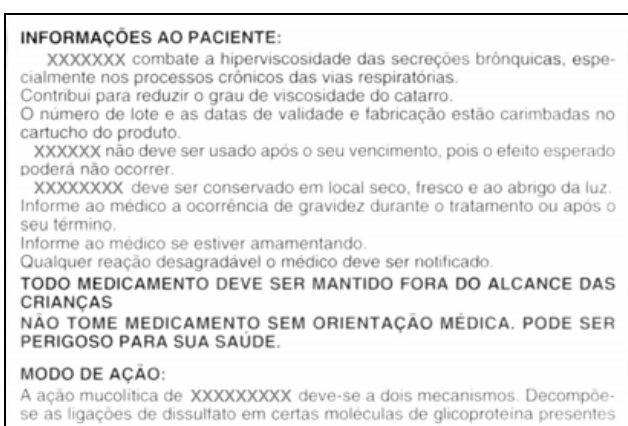 INFORMAÇÕES AO PACIENTE:
XXXXXXX combate a hiperviscosidade das secreções brônquicas, espe-
cialmente nos processos crônicos das vias respiratórias.
Contribui para reduzir o grau de viscosidade do catarro.
O número de lote e as datas de validade e fabricação estão carimbadas no
cartucho do produto.
XXXXXX não deve ser usado após o seu vencimento, pois o efeito esperado
poderá não ocorrer.
XXXXXXXX deve ser conservado em local seco, fresco e ao abrigo da luz.
Informe ao médico a ocorrência de gravidez durante o tratamento ou após o
seu término.
Informe ao médico se estiver amamentando.
Qualquer reação desagradável o médico deve ser notificado.
TODO MEDICAMENTO DEVE SER MANTIDO FORA DO ALCANCE DAS
CRIANÇAS
NÃO TOME MEDICAMENTO SEM ORIENTAÇÃO MÉDICA. PODE SER
PERIGOSO PARA SUA SAÚDE.
MODO DE AÇÃO:
A ação mucolítica de XXXXXXXXX deve-se a dois mecanismos. Decompõe-
se as ligações de dissulfato em certas moléculas de glicoproteína presentes